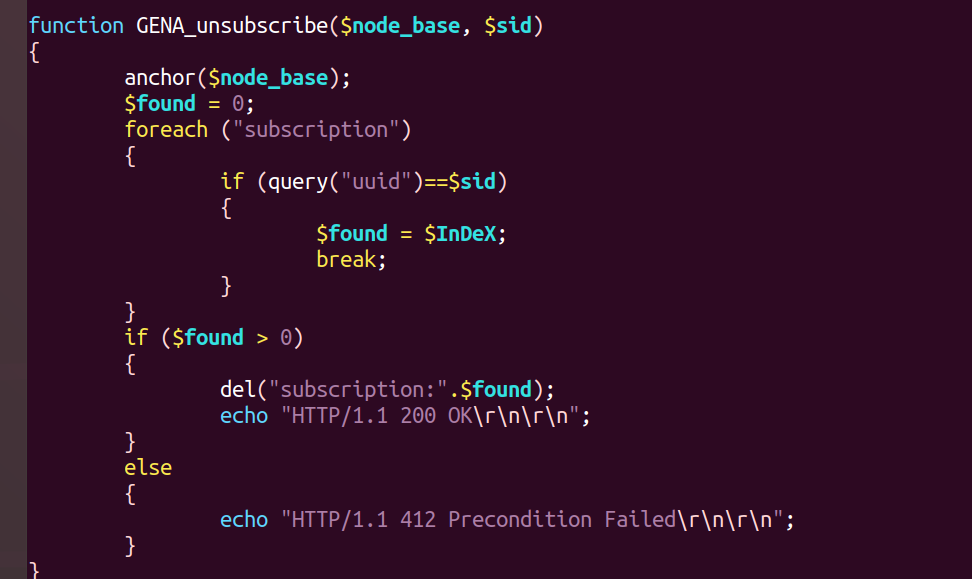 function GENA_unsubscribe($node_base, $sid)
{
anchor($node_base);
$found = 0;
foreach ("subscription")
{
if (query("uuid")==$sid)
{
$found = $InDeX;
break;
}
}
if ($found > 0)
{
del("subscription:".$found);
echo "HTTP/1.1 200 OK\r\n\r\n";
}
else
{
echo "HTTP/1.1 412 Precondition Failed\r\n\r\n";
}
}